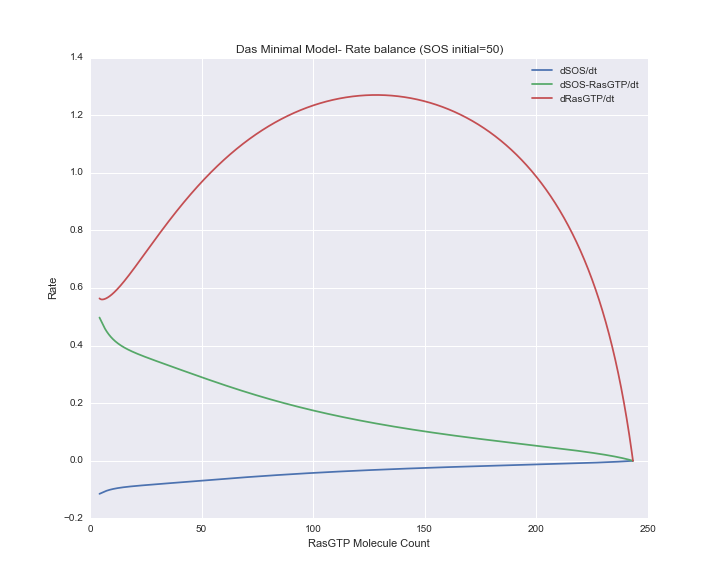 Das Minimal Model- Rate balance (SOS initial=50)
1.4
1.2
1.0
0.8
0.6
0.4
0.2
0.0
−0.2
Rate
dSOS/dt
dSOS-RasGTP/dt
dRasGTP/dt
0 50 100 150 200 250
RasGTP Molecule Count